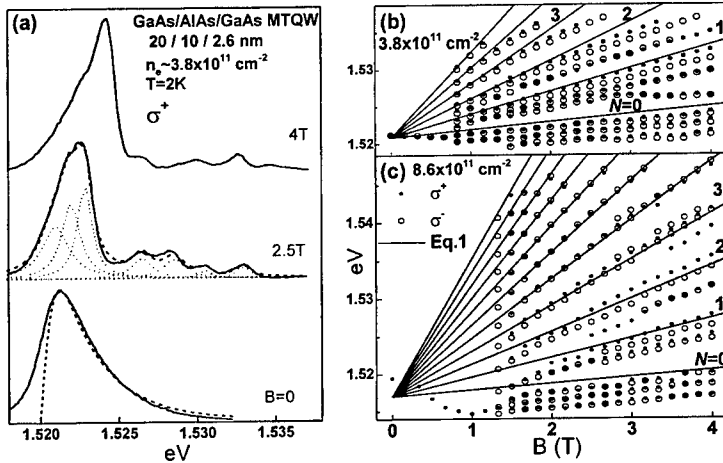 (a)
GaAs/AlAs/GaAs MTQW
20 / 10 / 2.6 nm
nₑ~3.8x10¹¹ cm⁻²
T=2K
σ⁺
4T
2.5T
B=0
1.520 1.525 1.530 1.535
eV
(b)
3.8x10¹¹ cm⁻²
3
2
1
N=0
1.53
1.52
(c)
8.6x10¹¹ cm⁻²
σ⁺
σ⁻
Eq.1
3
2
1
N=0
1.54
1.53
1.52
eV
0 1 2 3 4
B (T)